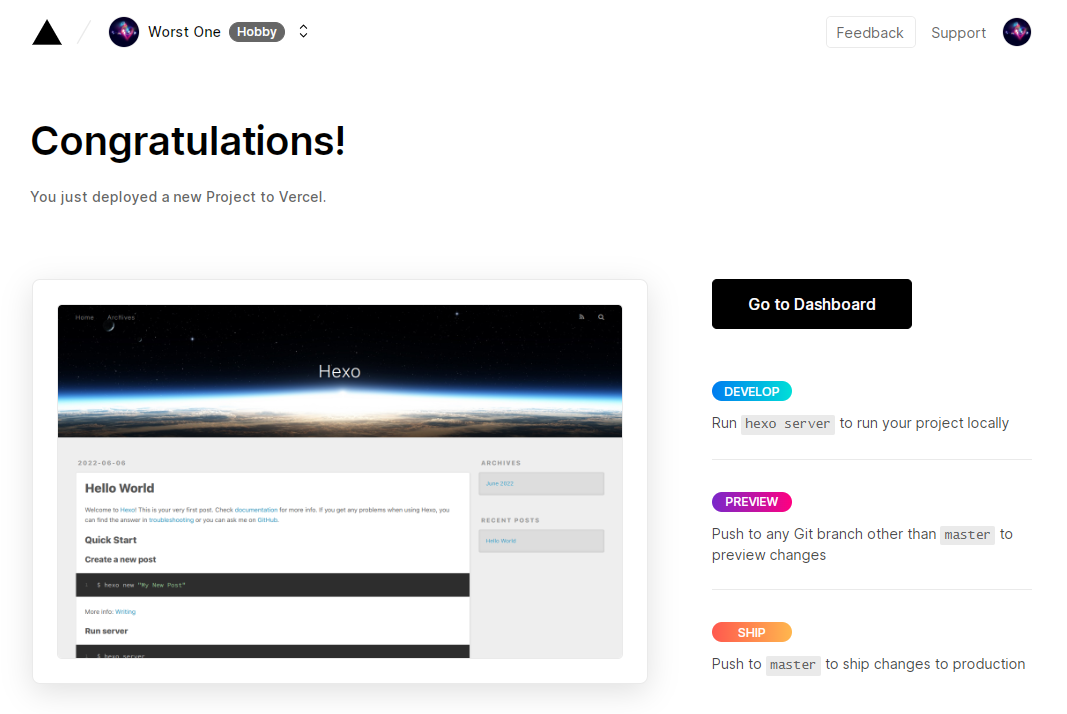 Worst One Hobby
Feedback Support
Congratulations!
You just deployed a new Project to Vercel.
Home Archives
Hexo
2022-06-06
Hello World
Welcome to Hexo! This is your very first post. Check documentation for more info. If you get any problems when using Hexo, you
can find the answer in troubleshooting or you can ask me on GitHub.
Quick Start
Create a new post
1 $ hexo new "My New Post"
More info: Writing
Run server
1 $ hexo server
ARCHIVES
June 2022
RECENT POSTS
Hello World
Go to Dashboard
DEVELOP
Run hexo server to run your project locally
PREVIEW
Push to any Git branch other than master to
preview changes
SHIP
Push to master to ship changes to production